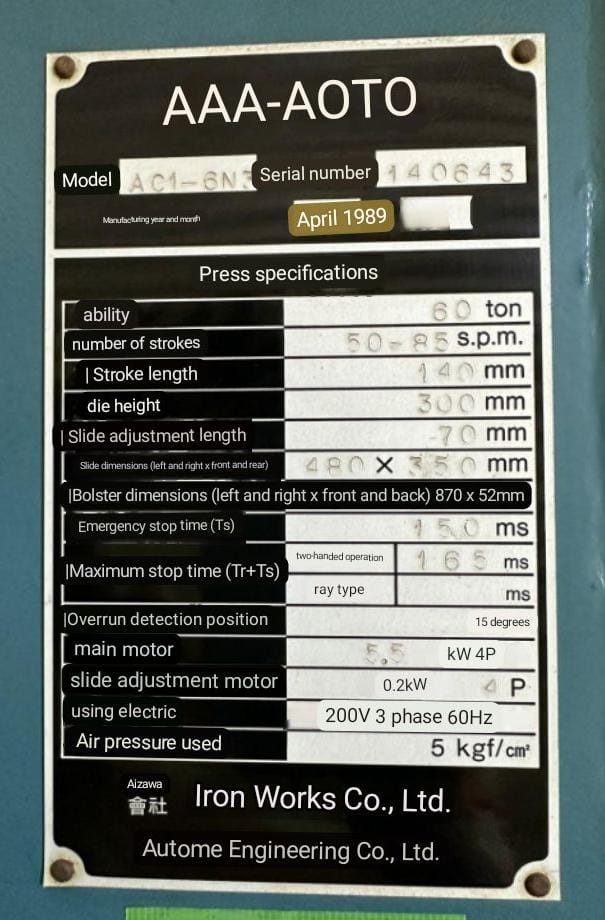 AAA-AOTO
Model AC1-6N Serial number 140643
Manufacturing year and month April 1989
Press specifications
ability 60 ton
number of strokes 50-85 s.p.m.
| Stroke length 140 mm
die height 300 mm
| Slide adjustment length 70 mm
Slide dimensions (left and right x front and rear) 480 × 350 mm
|Bolster dimensions (left and right x front and back) 870 x 52mm
Emergency stop time (Ts) 150 ms
|Maximum stop time (Tr+Ts) two-handed operation 165 ms
ray type ms
|Overrun detection position 15 degrees
main motor 5.5 kW 4P
slide adjustment motor 0.2kW 4 P
using electric 200V 3 phase 60Hz
Air pressure used 5 kgf/cm²
Aizawa
會社 Iron Works Co., Ltd.
Autome Engineering Co., Ltd.